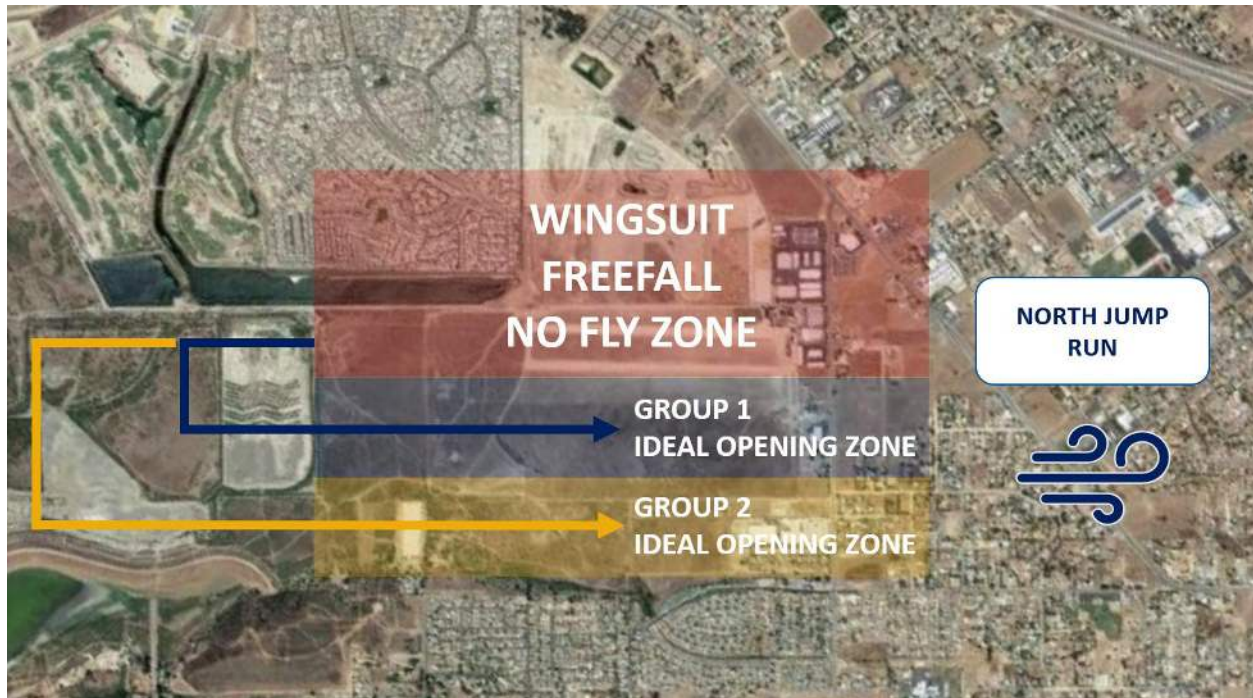 WINGSUIT
FREEFALL
NO FLY ZONE
NORTH JUMP
RUN
GROUP 1
IDEAL OPENING ZONE
GROUP 2
IDEAL OPENING ZONE